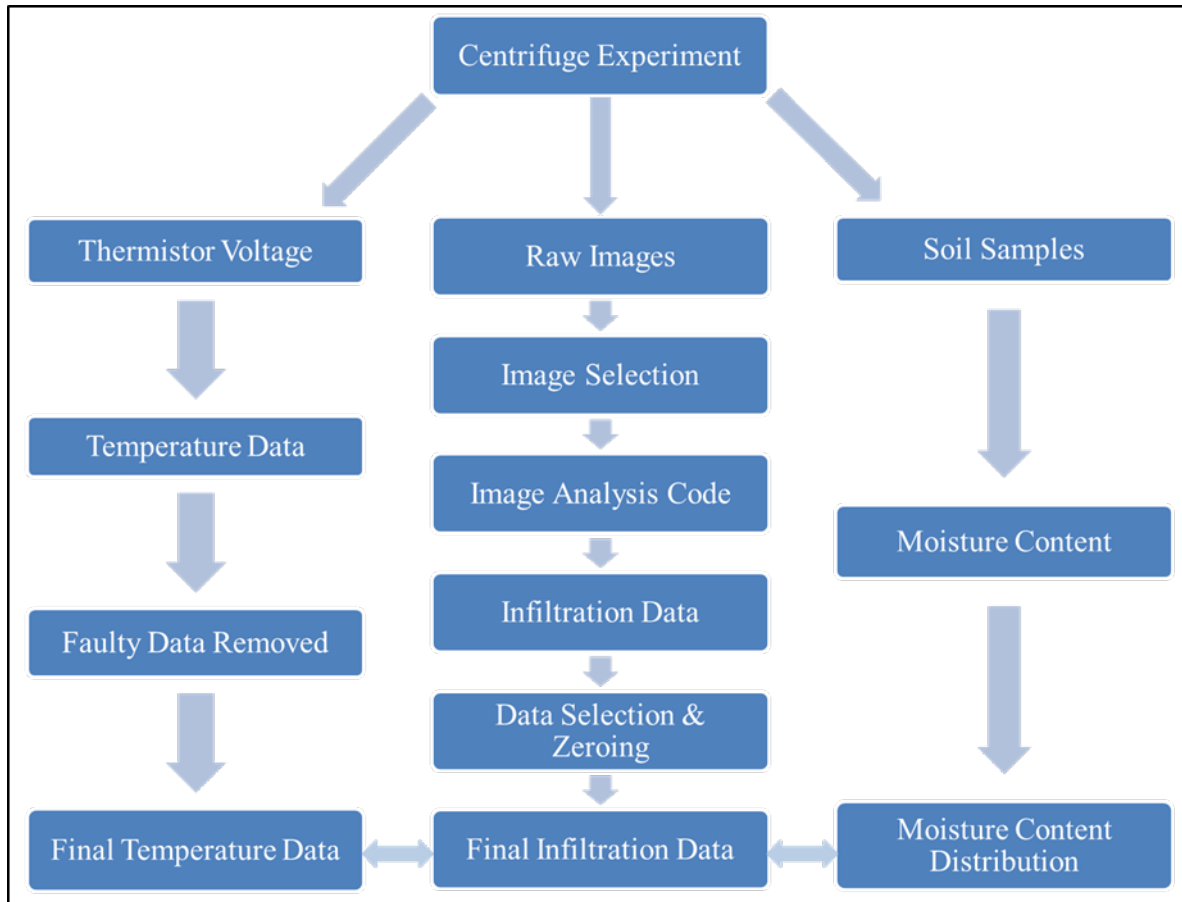 Centrifuge Experiment
Thermistor Voltage
Temperature Data
Faulty Data Removed
Final Temperature Data
Raw Images
Image Selection
Image Analysis Code
Infiltration Data
Data Selection &
Zeroing
Final Infiltration Data
Soil Samples
Moisture Content
Moisture Content
Distribution